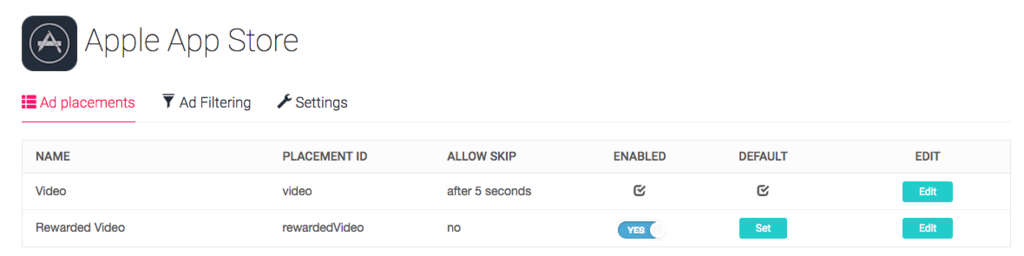 Apple App Store
Ad placements Ad Filtering Settings
NAME PLACEMENT ID ALLOW SKIP ENABLED DEFAULT EDIT
Video video after 5 seconds Edit
Rewarded Video rewardedVideo no YES Set Edit